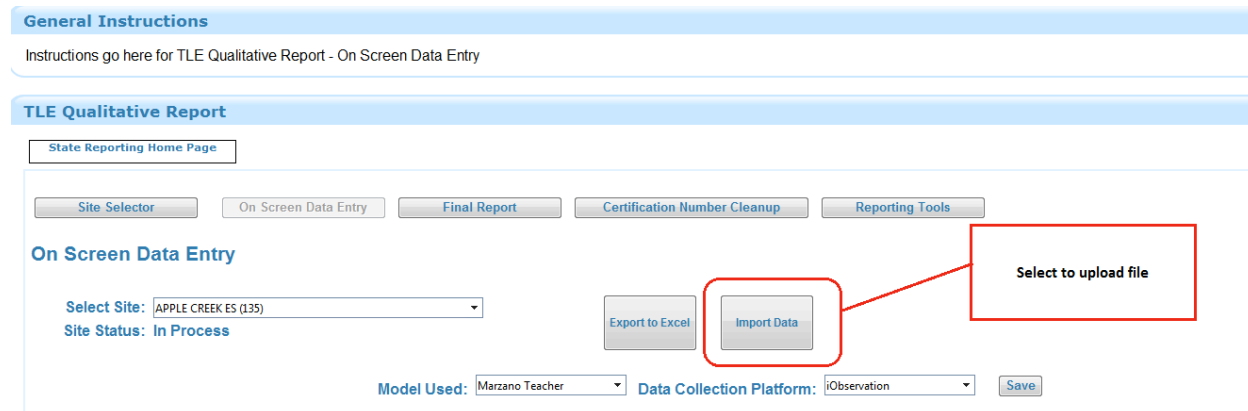 General Instructions
Instructions go here for TLE Qualitative Report - On Screen Data Entry
TLE Qualitative Report
State Reporting Home Page
Site Selector On Screen Data Entry Final Report Certification Number Cleanup Reporting Tools
On Screen Data Entry
Select to upload file
Select Site: APPLE CREEK ES (135)
Site Status: In Process
Export to Excel Import Data
Model Used: Marzano Teacher Data Collection Platform: iObservation Save